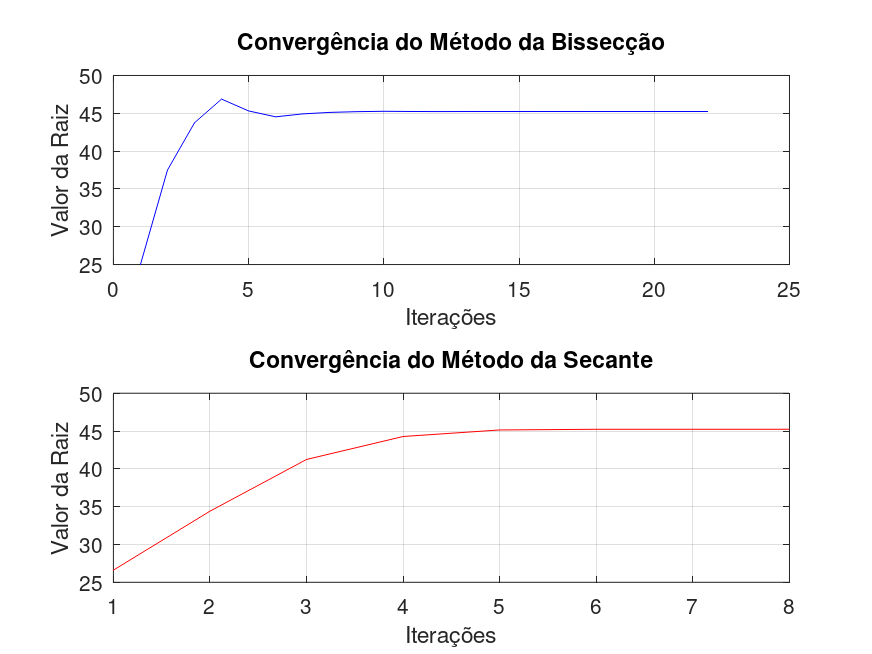 Convergência do Método da Bissecção
50
45
40
35
30
25
Valor da Raiz
0 5 10 15 20 25
Iterações
Convergência do Método da Secante
50
45
40
35
30
25
Valor da Raiz
1 2 3 4 5 6 7 8
Iterações